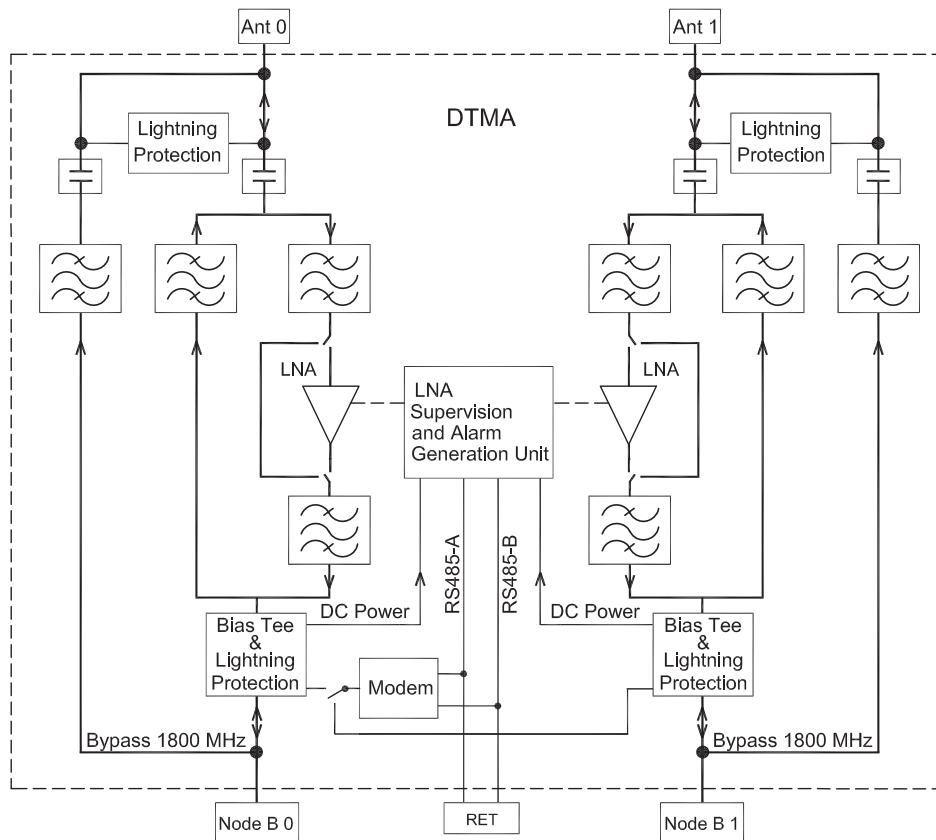 Ant 0
Ant 1
DTMA
Lightning
Protection
Lightning
Protection
LNA
LNA
LNA
Supervision
and Alarm
Generation Unit
RS485-A
RS485-B
DC Power
DC Power
Bias Tee
&
Lightning
Protection
Bias Tee
&
Lightning
Protection
Modem
Bypass 1800 MHz
Bypass 1800 MHz
Node B 0
RET
Node B 1